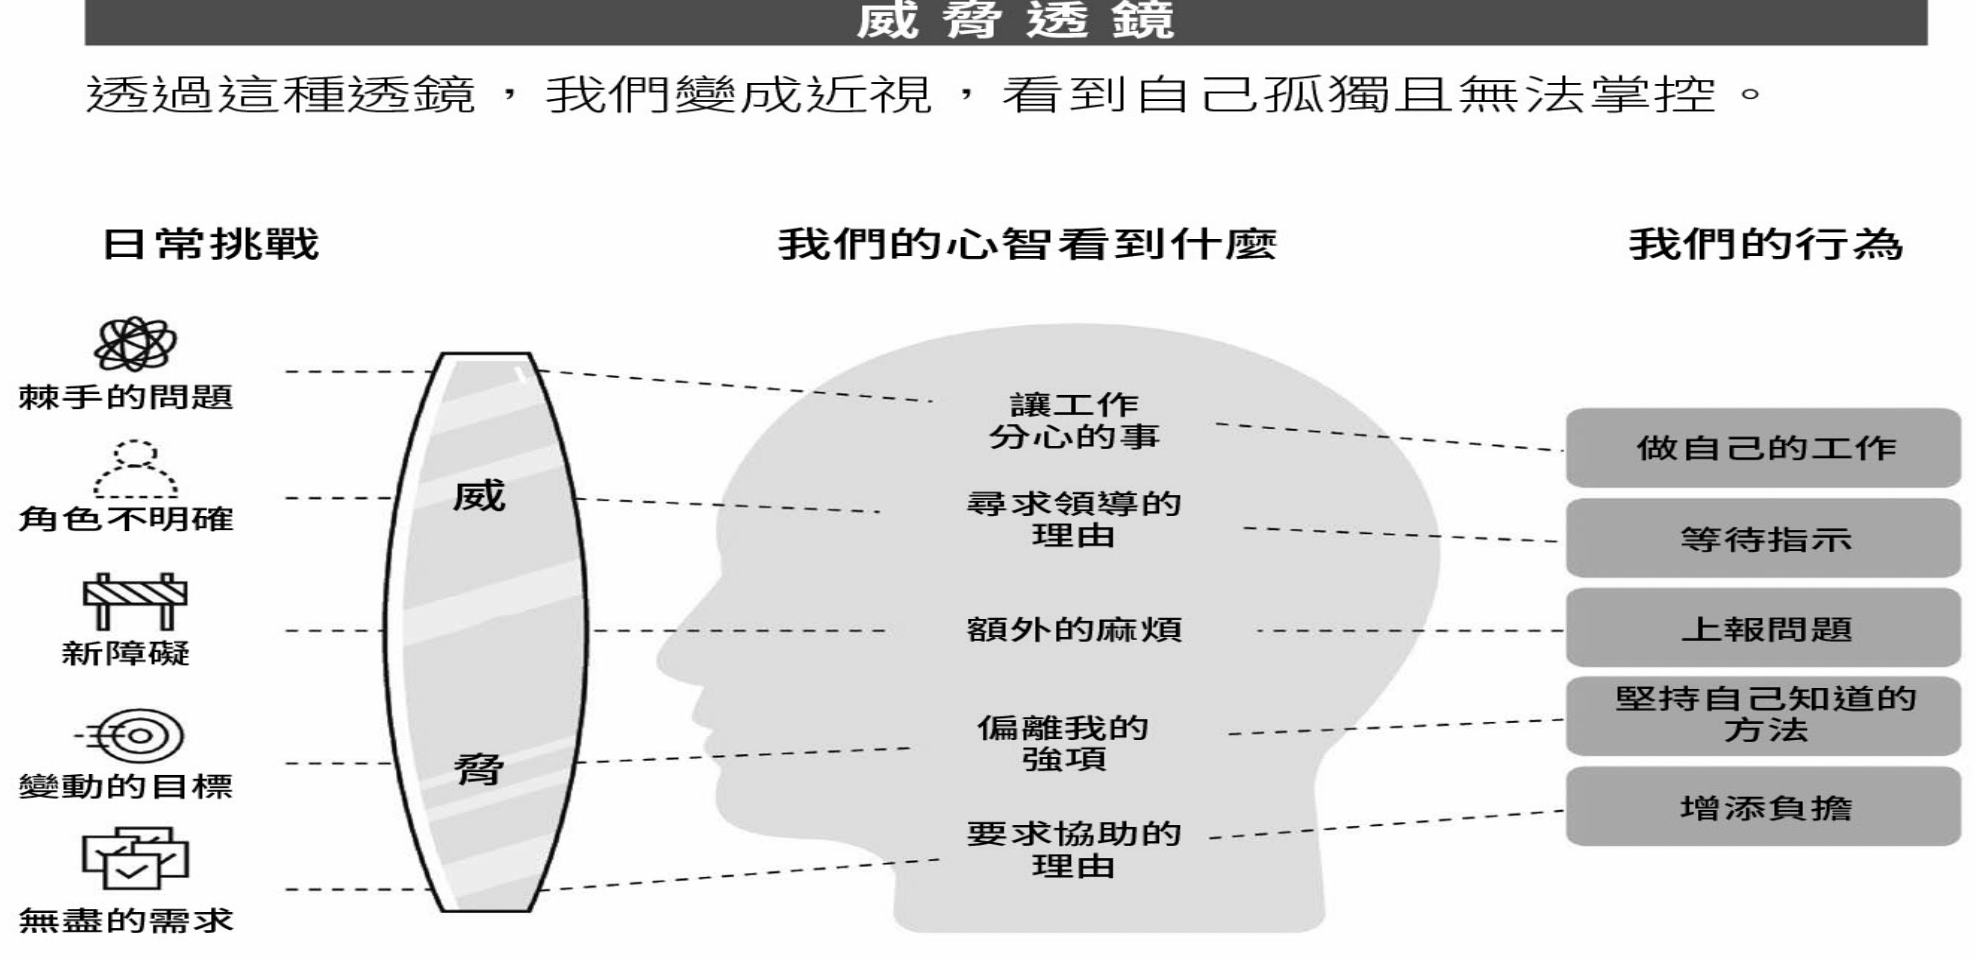 威脅透鏡
透過這種透鏡，我們變成近視，看到自己孤獨且無法掌控。
日常挑戰
我們的心智看到什麼
我們的行為
棘手的問題
角色不明確
新障礙
變動的目標
無盡的需求
威
脅
讓工作
分心的事
尋求領導的
理由
額外的麻煩
偏離我的
強項
要求協助的
理由
做自己的工作
等待指示
上報問題
堅持自己知道的
方法
增添負擔